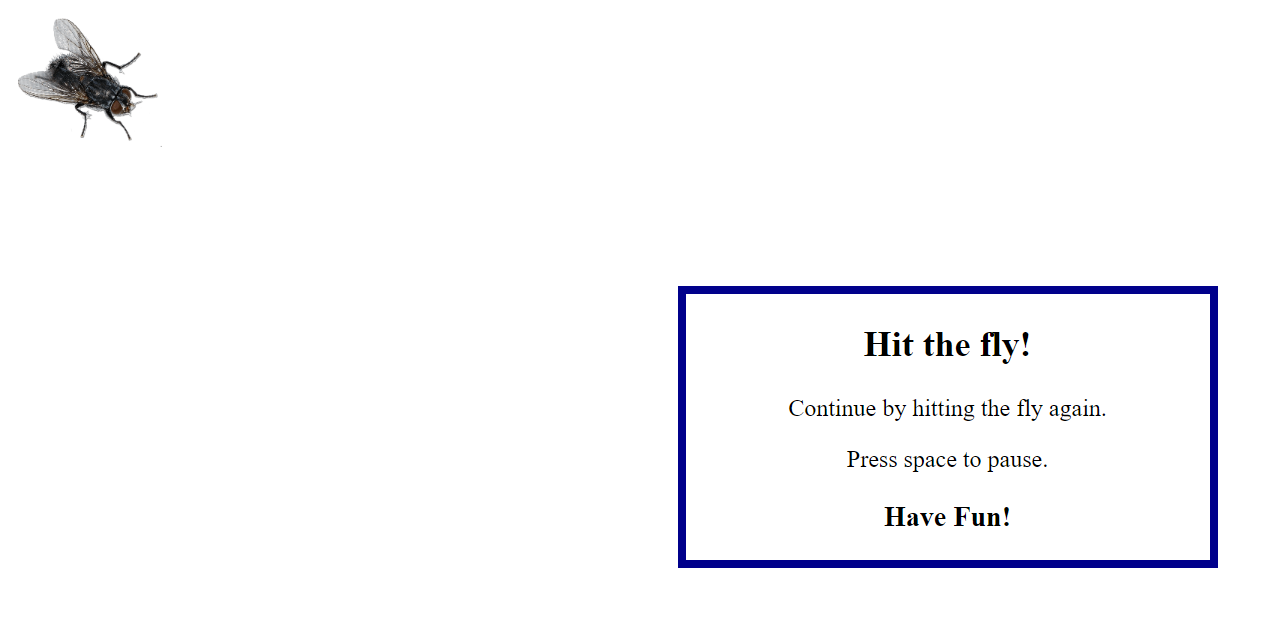 Hit the fly!
Continue by hitting the fly again.
Press space to pause.
Have Fun!